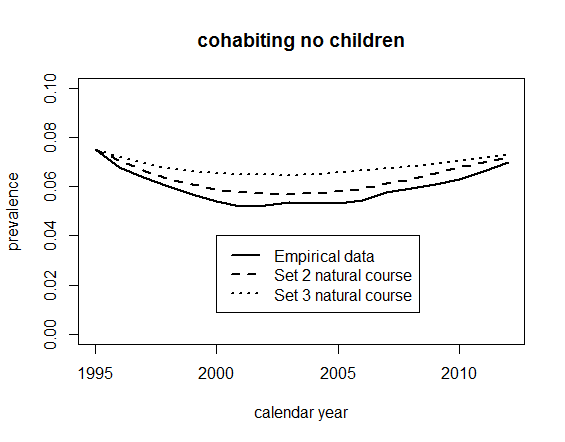 cohabiting no children
0.10
0.08
0.06
0.04
0.02
0.00
prevalence
Empirical data
Set 2 natural course
Set 3 natural course
1995
2000
2005
2010
calendar year